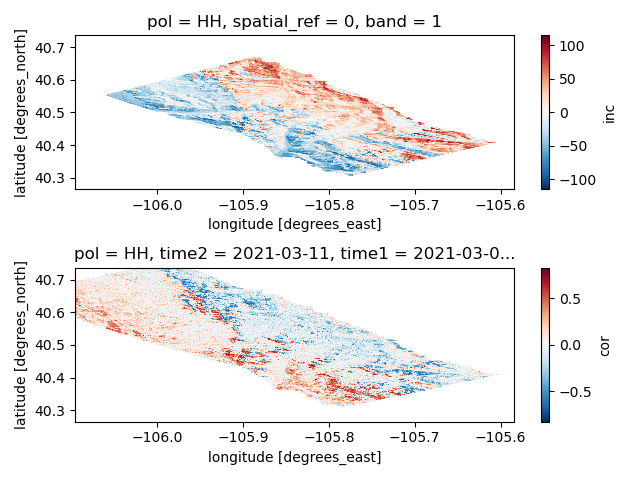 pol = HH, spatial_ref = 0, band = 1
latitude [degrees_north]
40.7
40.6
40.5
40.4
40.3
−106.0 −105.9 −105.8 −105.7 −105.6
longitude [degrees_east]
100
50
0
−50
−100
inc
pol = HH, time2 = 2021-03-11, time1 = 2021-03-0...
latitude [degrees_north]
40.7
40.6
40.5
40.4
40.3
−106.0 −105.9 −105.8 −105.7 −105.6
longitude [degrees_east]
0.5
0.0
−0.5
cor